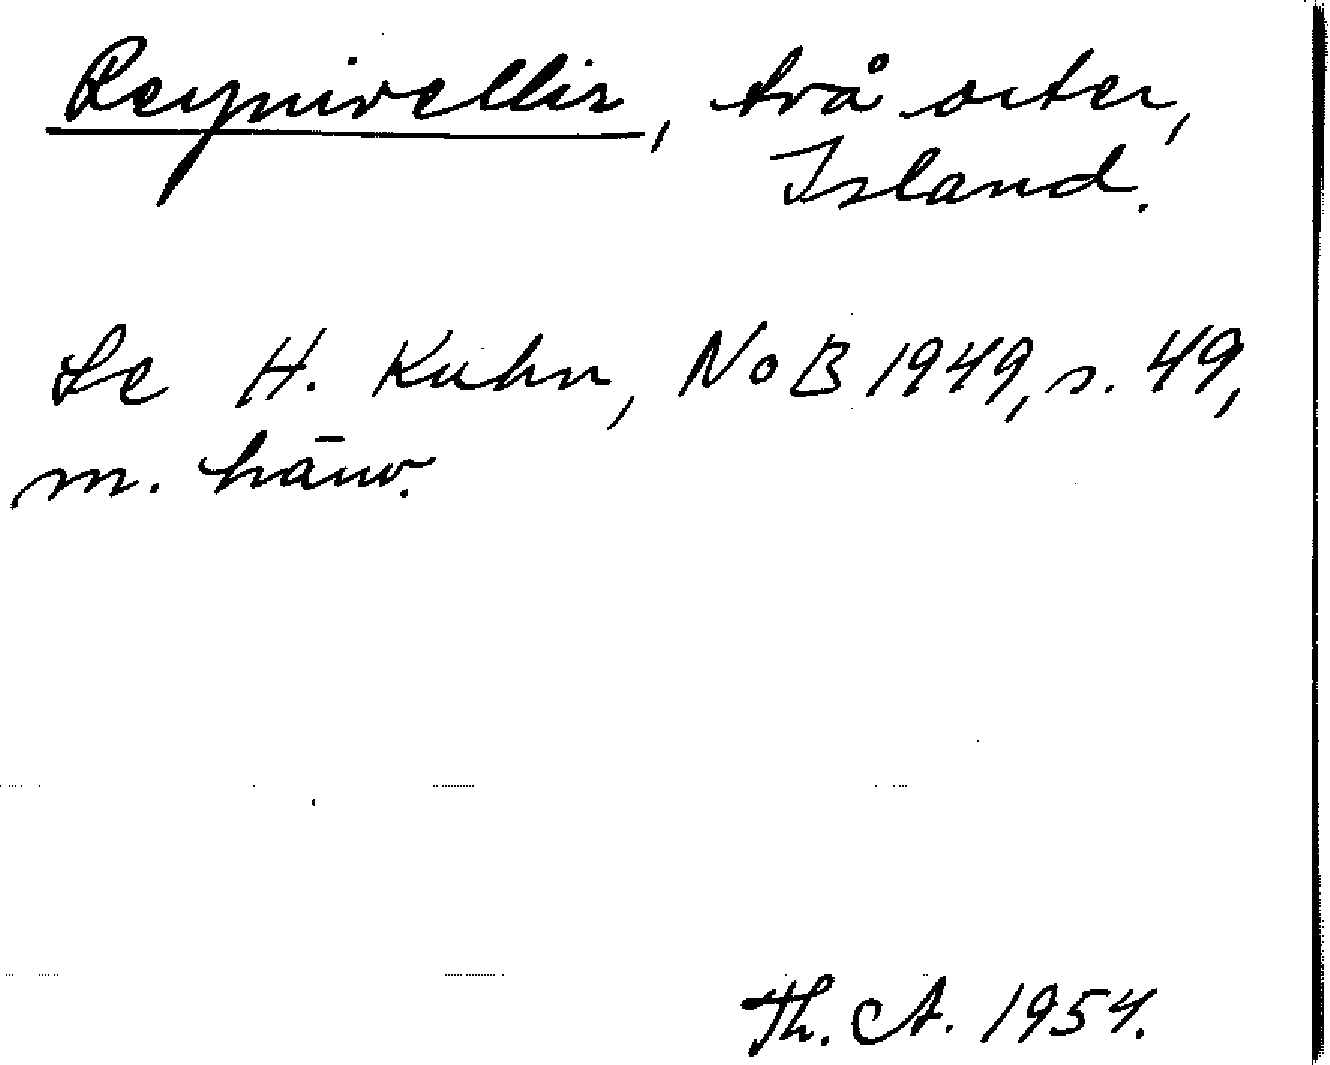 Reynivellir, två orter,
Island.
Se H. Kuhn, NoB 1949, s. 49,
m. hänv.
Th. A. 1954.